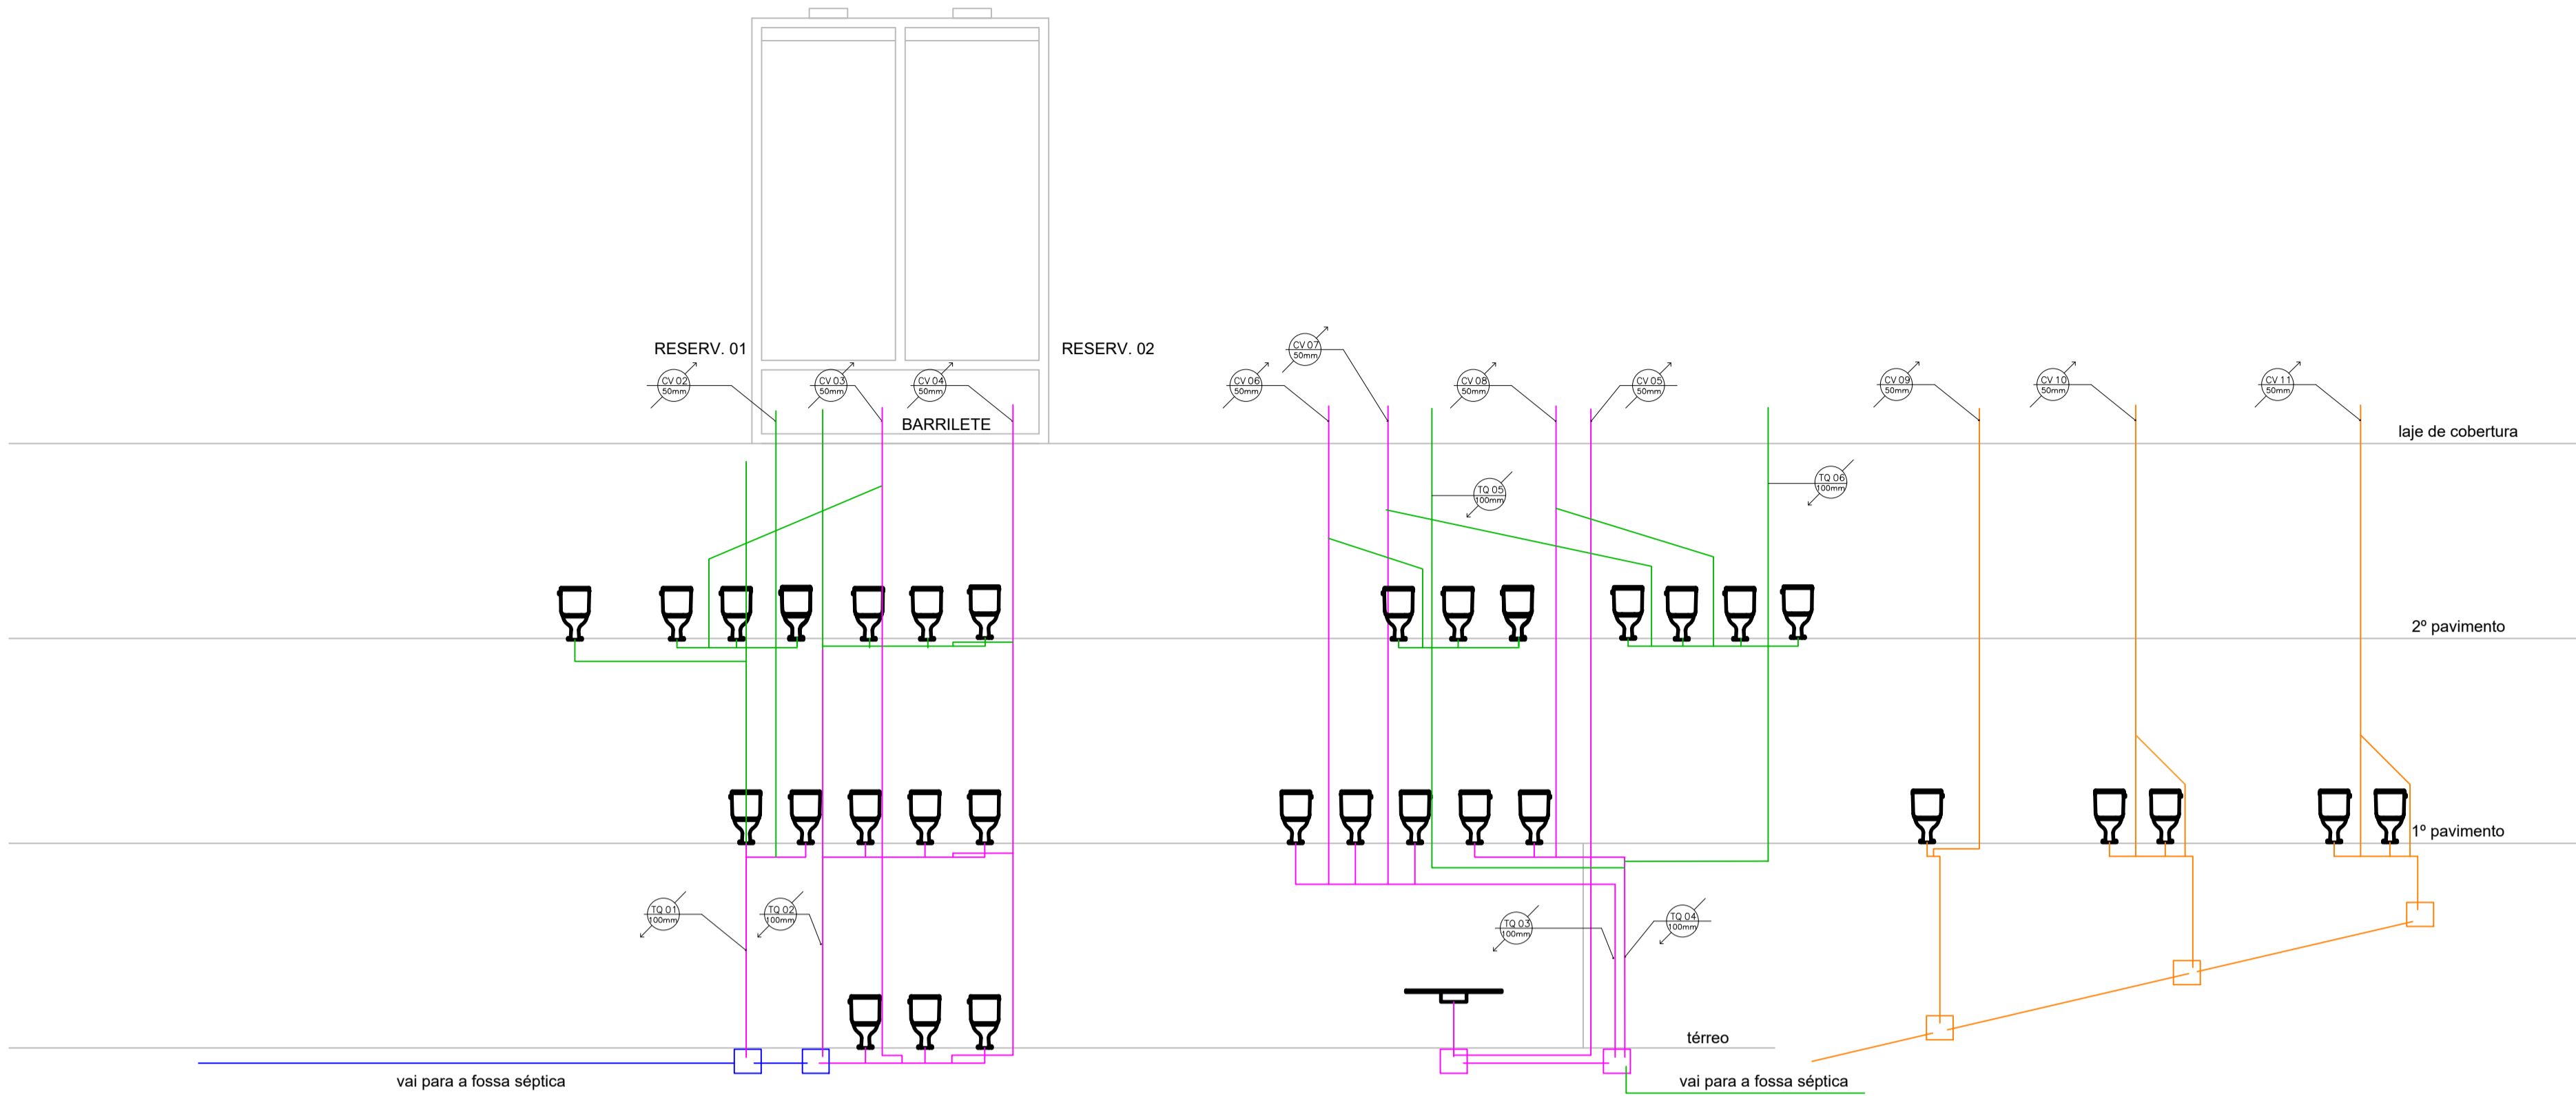 RESERV. 01
RESERV. 02
CV 07
50mm
CV 02
50mm
CV 03
50mm
CV 04
50mm
CV 06
50mm
CV 08
50mm
CV 05
50mm
CV 09
50mm
CV 10
50mm
CV 11
50mm
BARRILETE
laje de cobertura
TQ 05
100mm
TQ 06
100mm
2º pavimento
1º pavimento
TQ 01
100mm
TQ 02
100mm
TQ 03
100mm
TQ 04
100mm
térreo
vai para a fossa séptica
vai para a fossa séptica